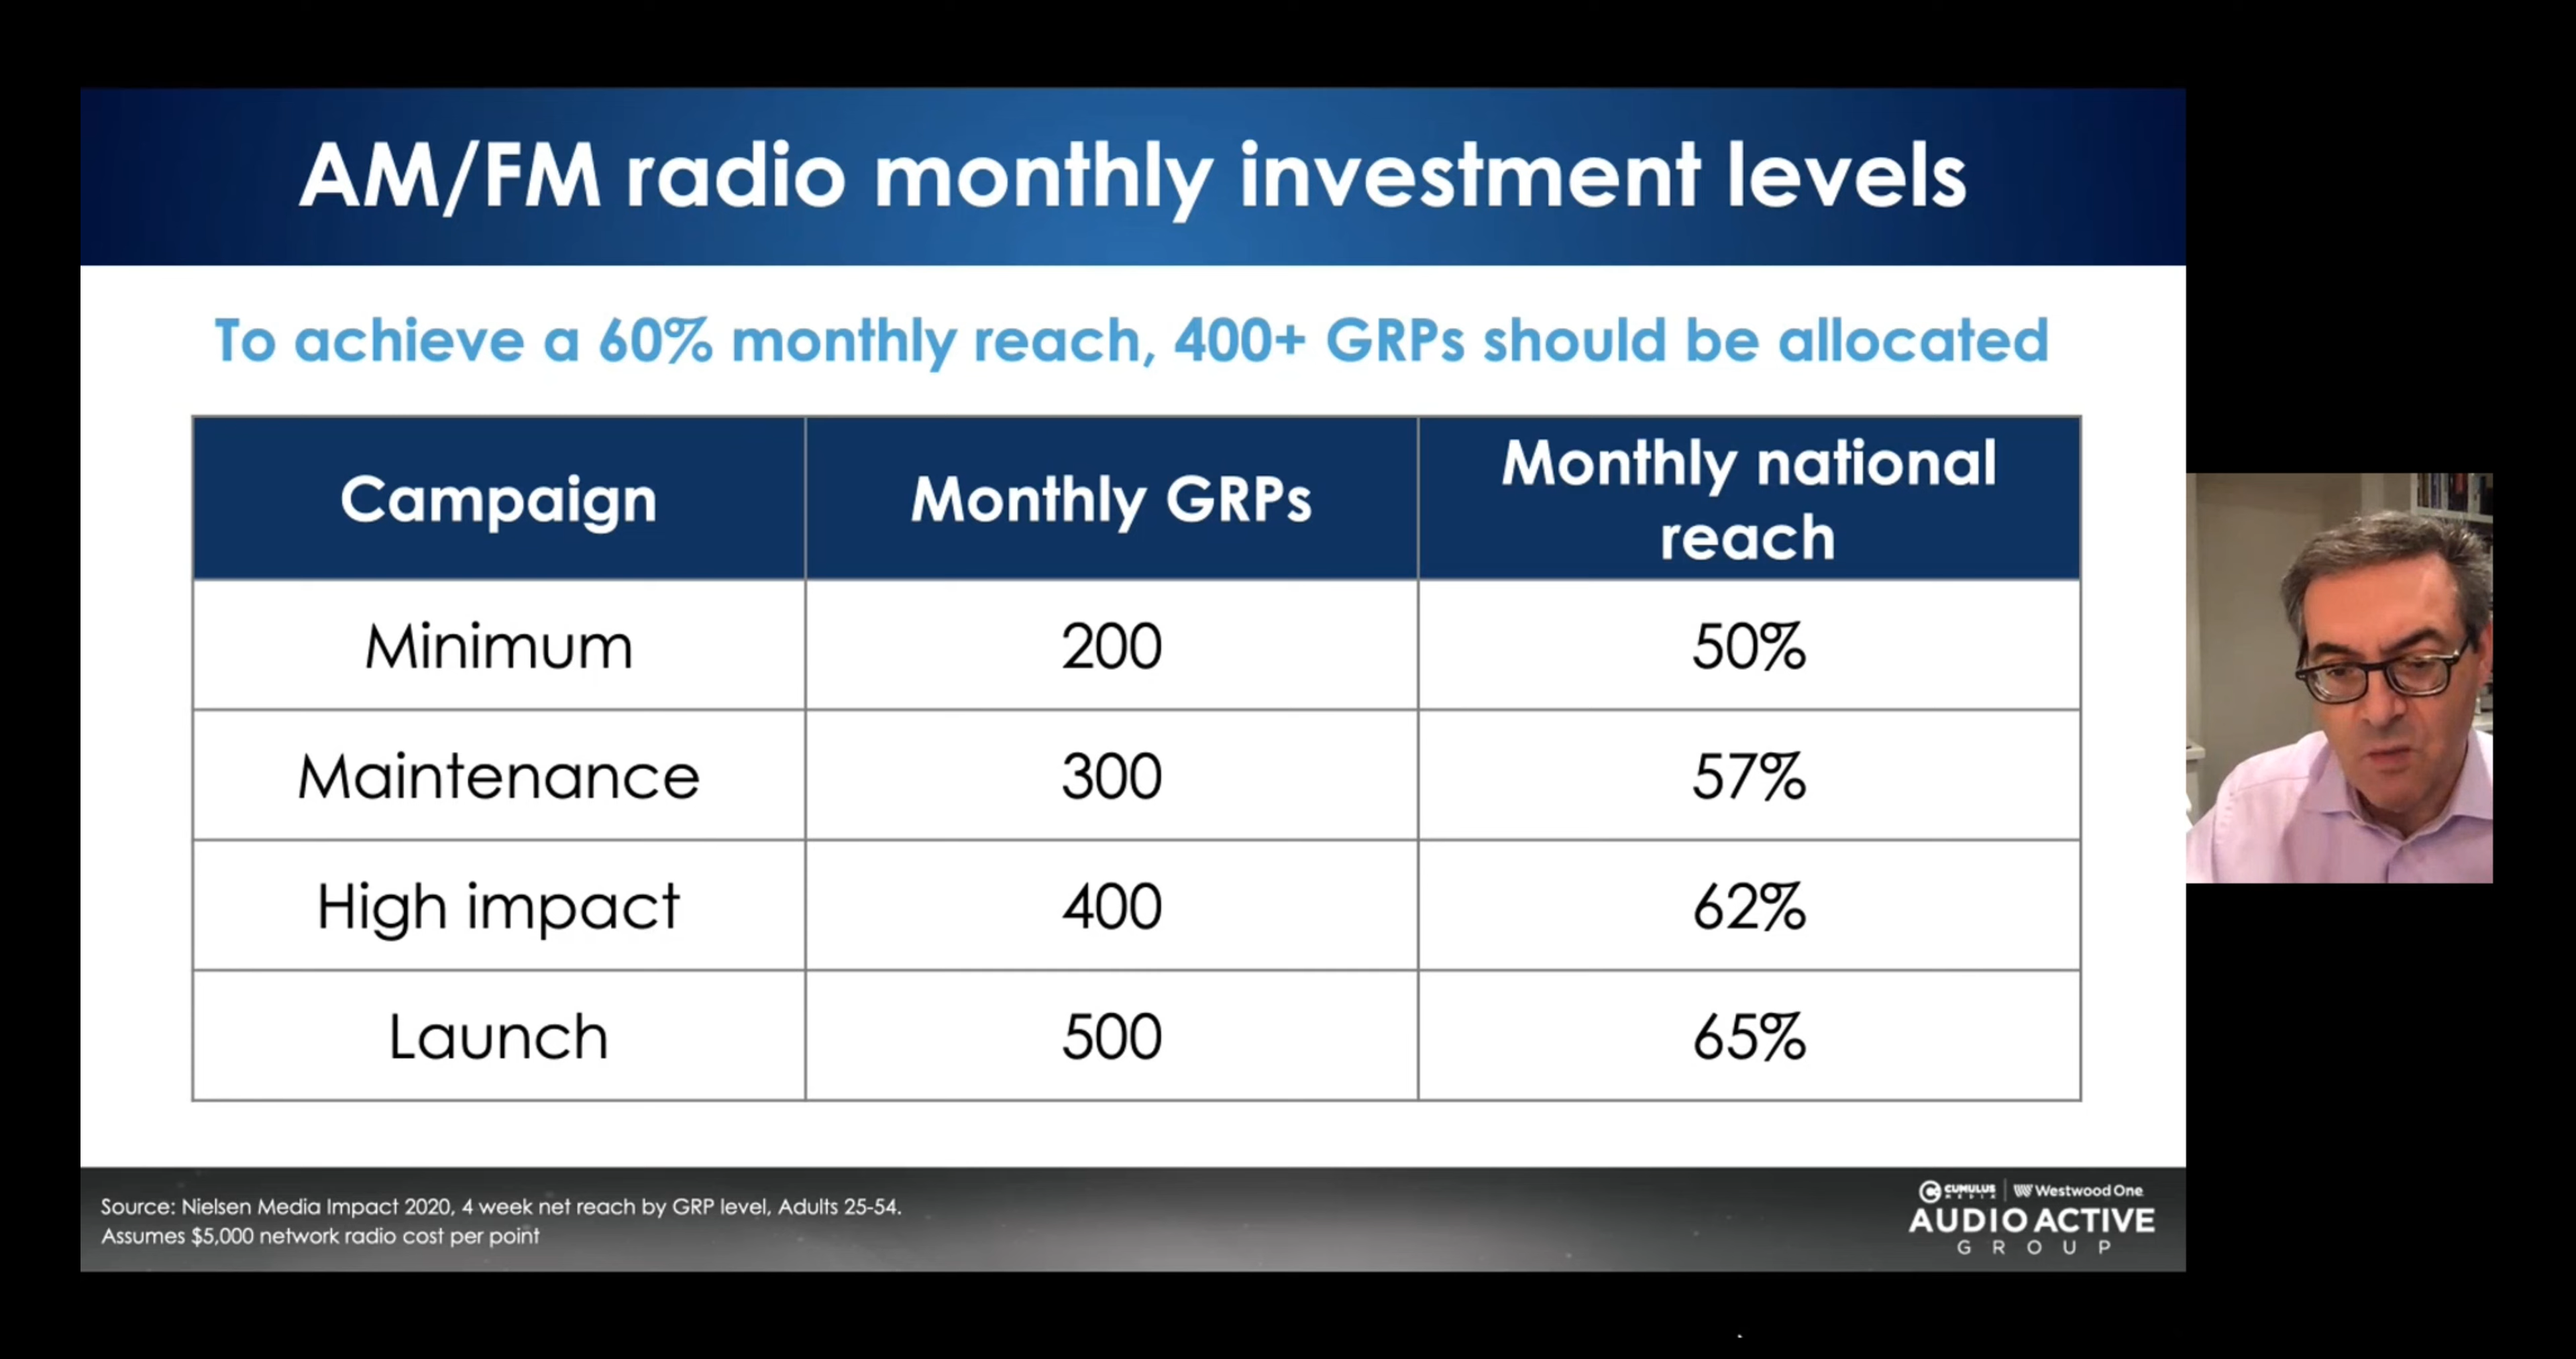 AM/FM radio monthly investment levels
To achieve a 60% monthly reach, 400+ GRPs should be allocated
Campaign
Monthly GRPs
Monthly national
reach
Minimum
200
50%
Maintenance
300
57%
High impact
400
62%
Launch
500
65%
Source: Nielsen Media Impact 2020, 4 week net reach by GRP level, Adults 25-54.
Assumes $5,000 network radio cost per point
CUMULUS MEDIA | Westwood One
AUDIO ACTIVE
GROUP